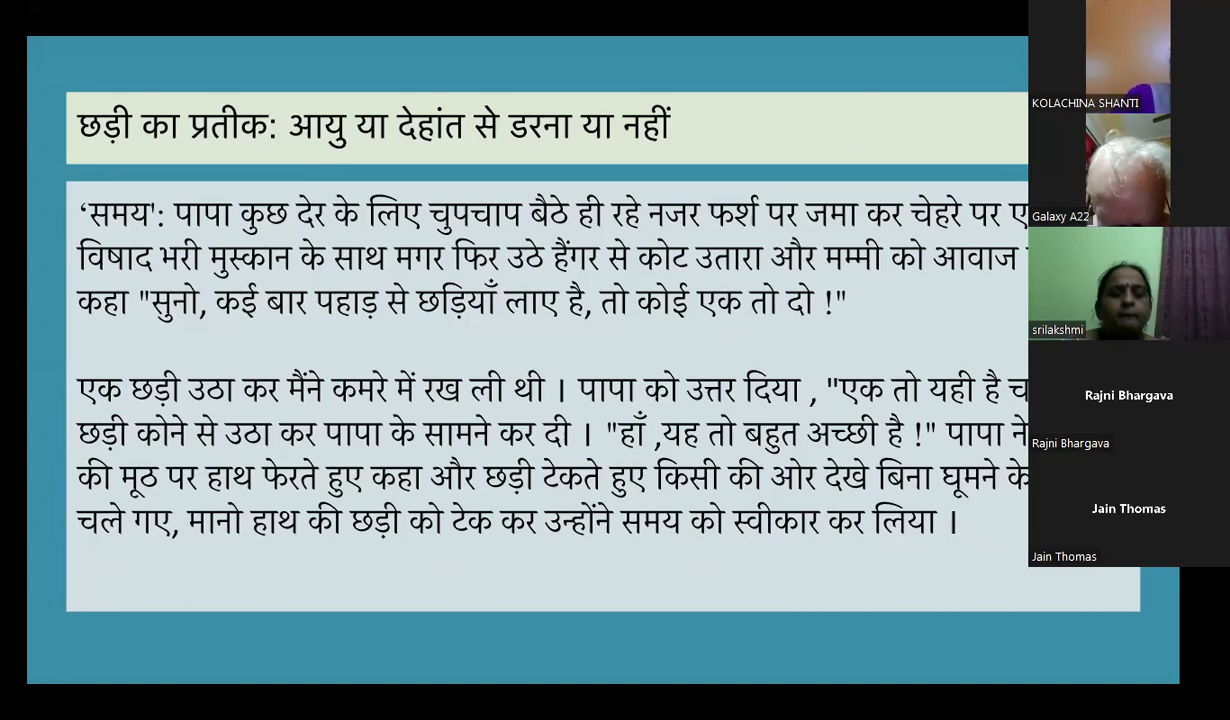 छड़ी का प्रतीक: आयु या देहांत से डरना या नहीं
‘समय': पापा कुछ देर के लिए चुपचाप बैठे ही रहे नजर फर्श पर जमा कर चेहरे पर
विषाद भरी मुस्कान के साथ मगर फिर उठे हैंगर से कोट उतारा और मम्मी को आवाज
कहा "सुनो, कई बार पहाड़ से छड़ियाँ लाए है, तो कोई एक तो दो !"
एक छड़ी उठा कर मैंने कमरे में रख ली थी । पापा को उत्तर दिया , "एक तो यही है
छड़ी कोने से उठा कर पापा के सामने कर दी । "हाँ ,यह तो बहुत अच्छी है !" पापा ने
की मूठ पर हाथ फेरते हुए कहा और छड़ी टेकते हुए किसी की ओर देखे बिना घूमने के
चले गए, मानो हाथ की छड़ी को टेक कर उन्होंने समय को स्वीकार कर लिया ।
KOLACHINA SHANTI
Galaxy A22
srilakshmi
Rajni Bhargava
Rajni Bhargava
Jain Thomas
Jain Thomas